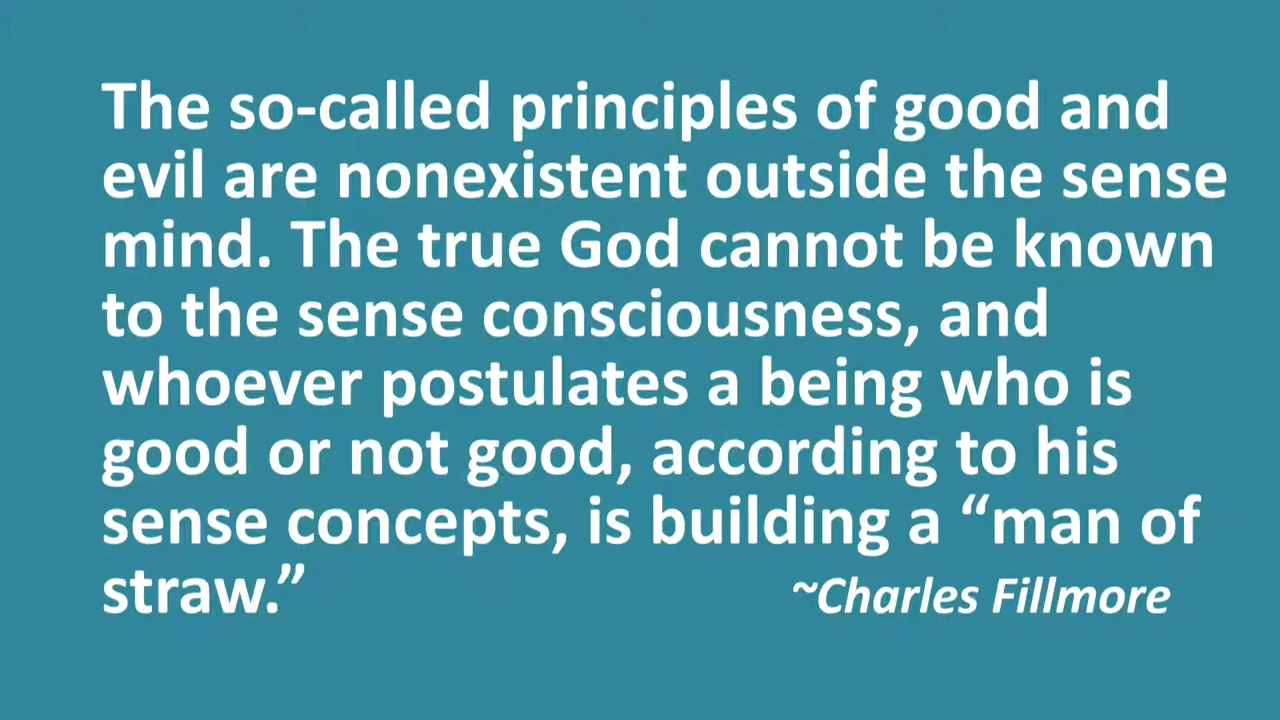 The so-called principles of good and
evil are nonexistent outside the sense
mind. The true God cannot be known
to the sense consciousness, and
whoever postulates a being who is
good or not good, according to his
sense concepts, is building a “man of
straw.” ~Charles Fillmore